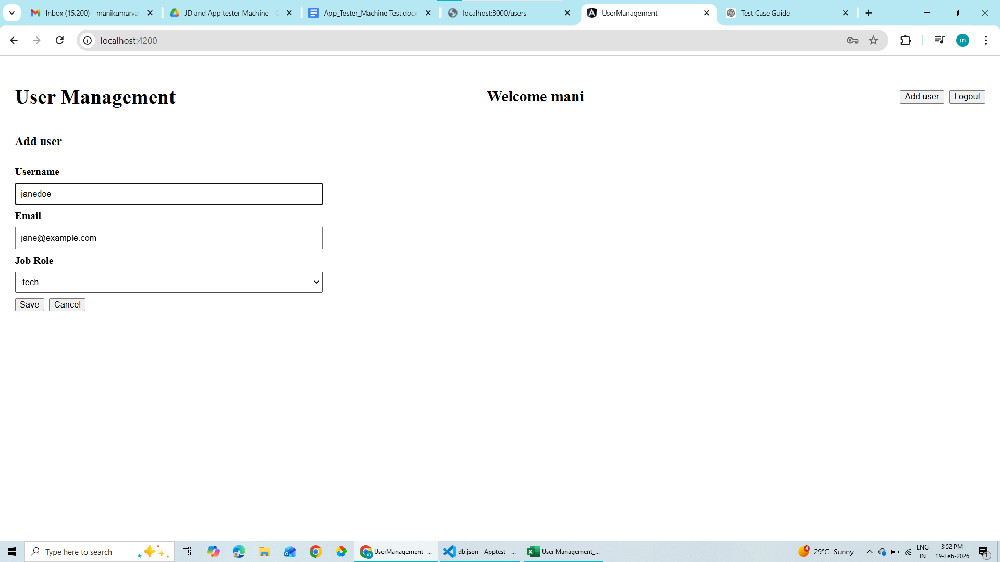 Inbox (15,200) - manikumarva
JD and App tester Machine -
App_Tester_Machine Test.docx
localhost:3000/users
UserManagement
Test Case Guide
localhost:4200
m
User Management
Welcome mani
Add user
Logout
Add user
Username
janedoe
Email
jane@example.com
Job Role
tech
Save
Cancel
Type here to search
UserManagement -...
db.json - Apptest - ...
User Management_...
4
29°C Sunny
ENG
IN
3:52 PM
19-Feb-2026
1